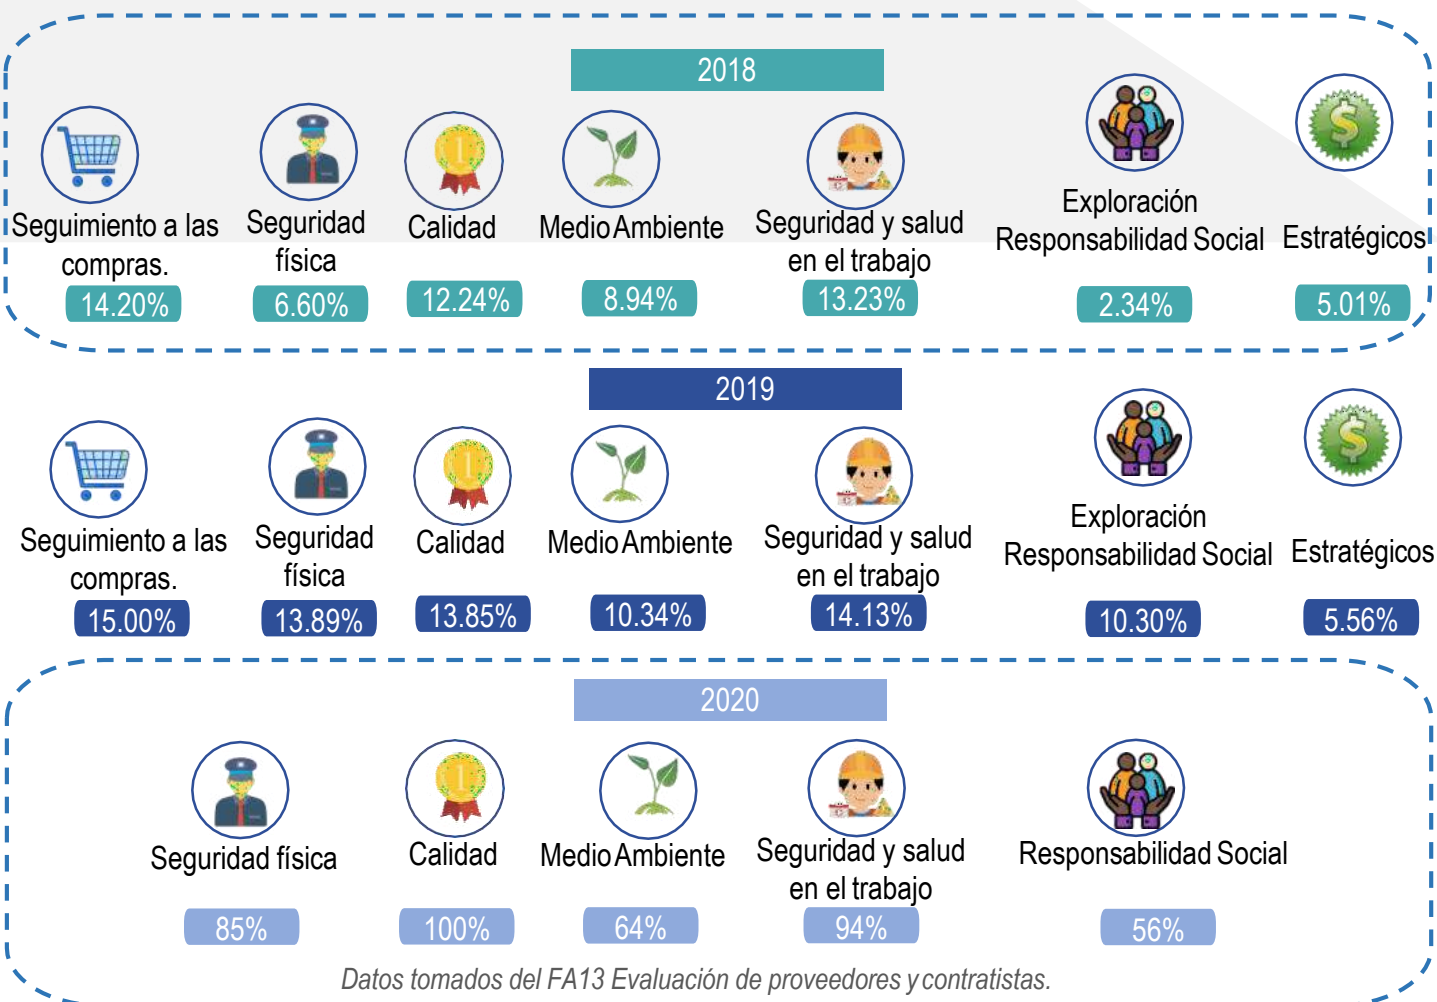 2018
Seguimiento a las
compras.
14.20%
Seguridad
física
6.60%
Calidad
12.24%
Medio Ambiente
8.94%
Seguridad y salud
en el trabajo
13.23%
Exploración
Responsabilidad Social
2.34%
Estratégicos
5.01%
2019
Seguimiento a las
compras.
15.00%
Seguridad
física
13.89%
Calidad
13.85%
Medio Ambiente
10.34%
Seguridad y salud
en el trabajo
14.13%
Exploración
Responsabilidad Social
10.30%
Estratégicos
5.56%
2020
Seguridad física
85%
Calidad
100%
Medio Ambiente
64%
Seguridad y salud
en el trabajo
94%
Responsabilidad Social
56%
Datos tomados del FA13 Evaluación de proveedores y contratistas.